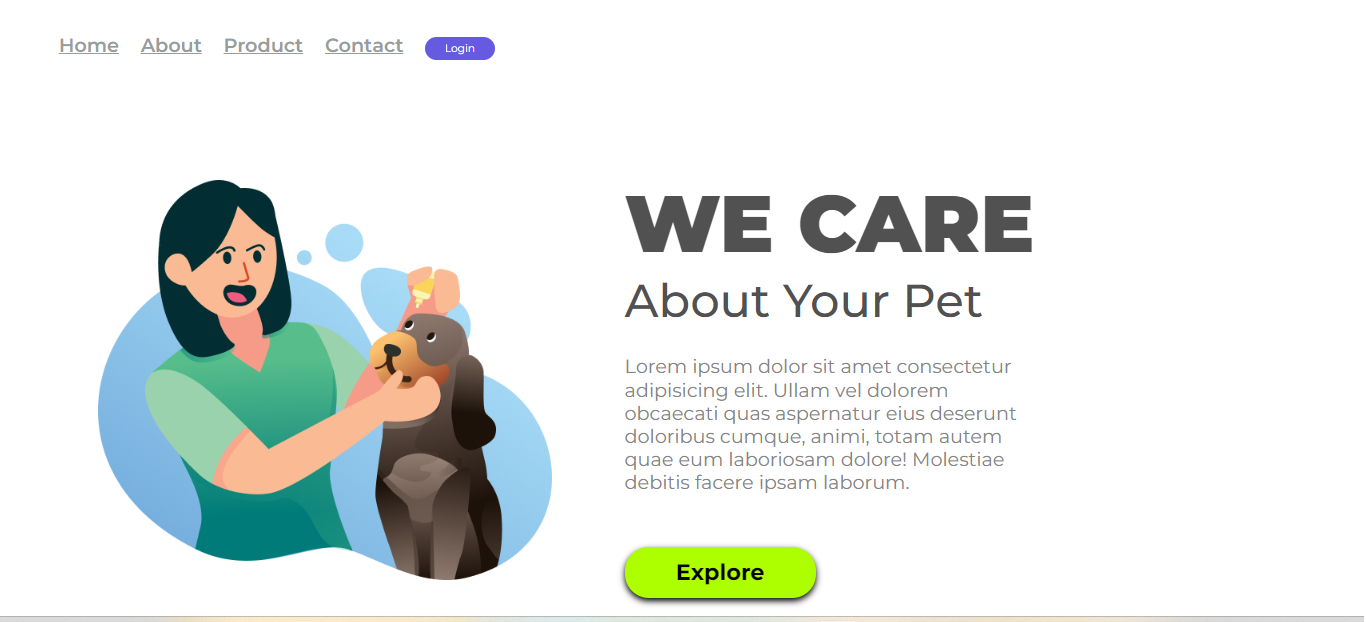 Home About Product Contact Login
WE CARE
About Your Pet
Lorem ipsum dolor sit amet consectetur
adipisicing elit. Ullam vel dolorem
obcaecati quas aspernatur eius deserunt
doloribus cumque, animi, totam autem
quae eum laboriosam dolore! Molestiae
debitis facere ipsam laborum.
Explore